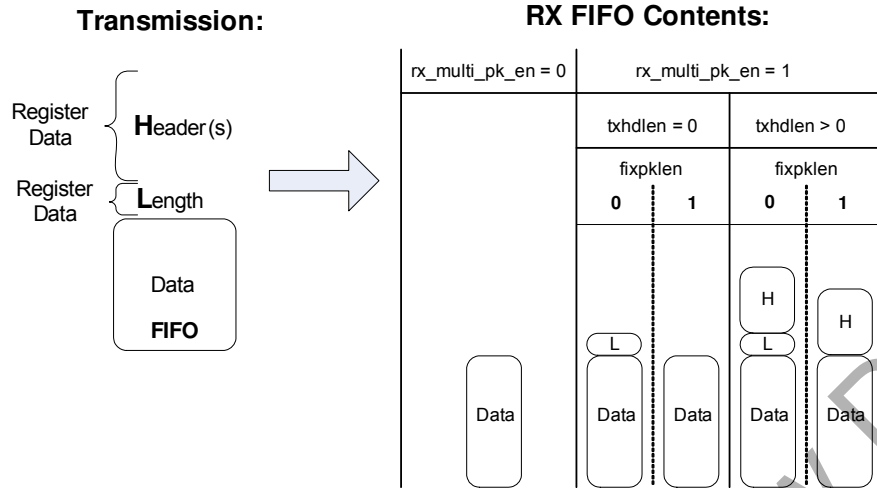 Transmission:
RX FIFO Contents:
Register
Data
Header(s)
Register
Data
Length
Data
FIFO
rx_multi_pk_en = 0
rx_multi_pk_en = 1
txhdlen = 0
txhdlen > 0
fixpklen
fixpklen
0
1
0
1
Data
L
Data
Data
H
L
Data
H
Data